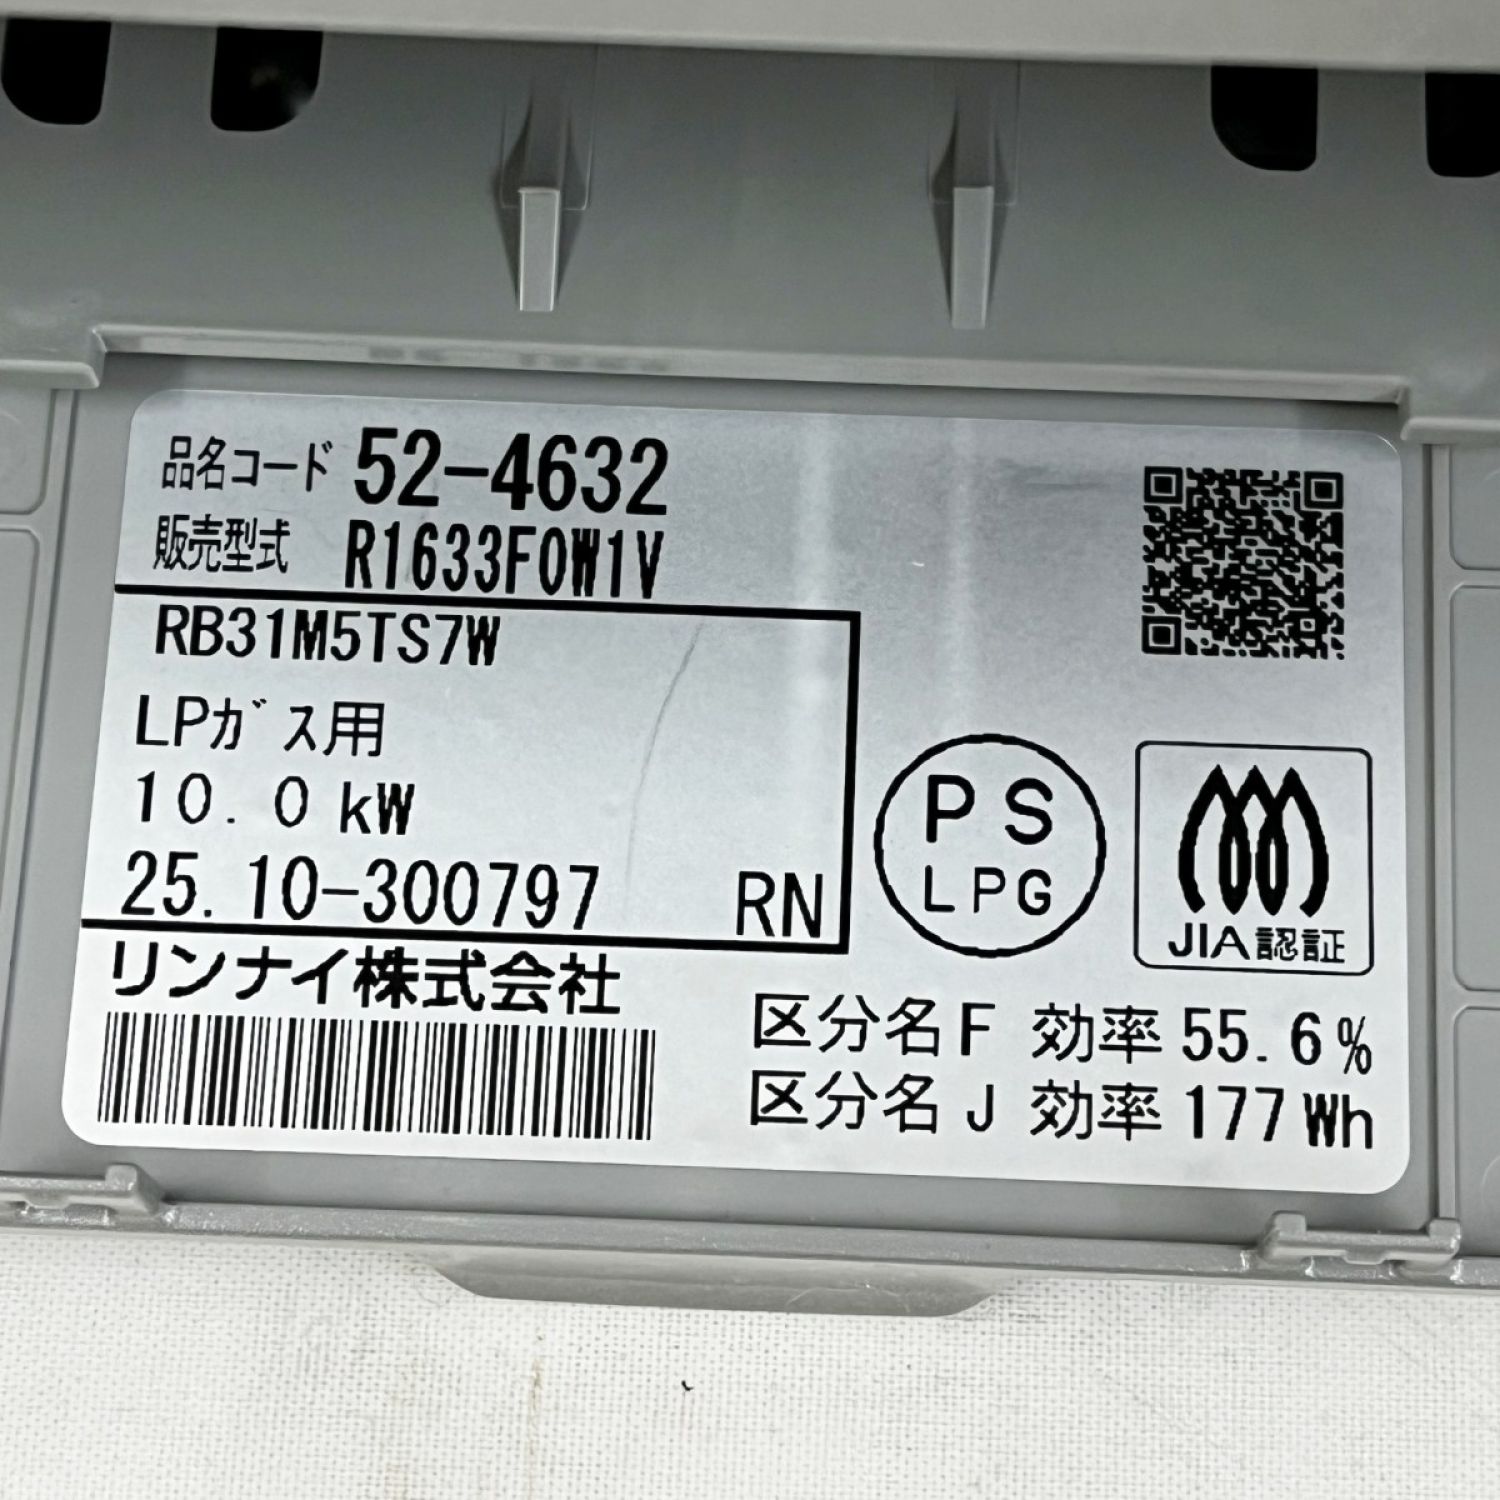 品名コード 52-4632
販売型式 R1633F0W1V
RB31M5TS7W
LPガス用
10.0 kW
25.10-300797 RN
リンナイ株式会社
PS
LPG
JIA認証
区分名F 効率 55.6%
区分名J 効率 177Wh